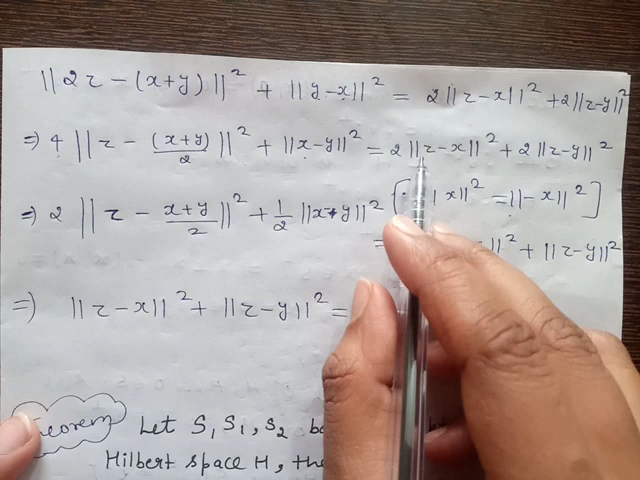 ||2z - (x+y)||² + ||y-x||² = 2||z-x||² + 2||z-y||²
⇒ 4 ||z - (x+y)/2||² + ||x-y||² = 2||z-x||² + 2||z-y||²
⇒ 2 ||z - x+y/2||² + 1/2 ||x-y||² [ x||² = ||-x||² ]
= ||² + ||z-y||²
⇒ ||z-x||² + ||z-y||² =
Theorem Let S, S₁, S₂
Hilbert space H,